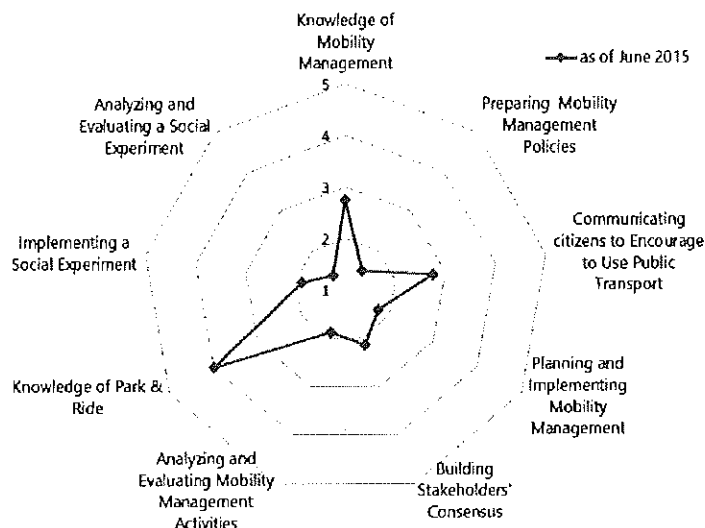 Knowledge of
Mobility
Management
as of June 2015
Preparing Mobility
Management
Policies
Communicating
citizens to Encourage
to Use Public
Transport
Planning and
Implementing
Mobility
Management
Building
Stakeholders'
Consensus
Analyzing and
Evaluating Mobility
Management
Activities
Knowledge of Park &
Ride
Implementing a
Social Experiment
Analyzing and
Evaluating a Social
Experiment
5
4
3
2
1